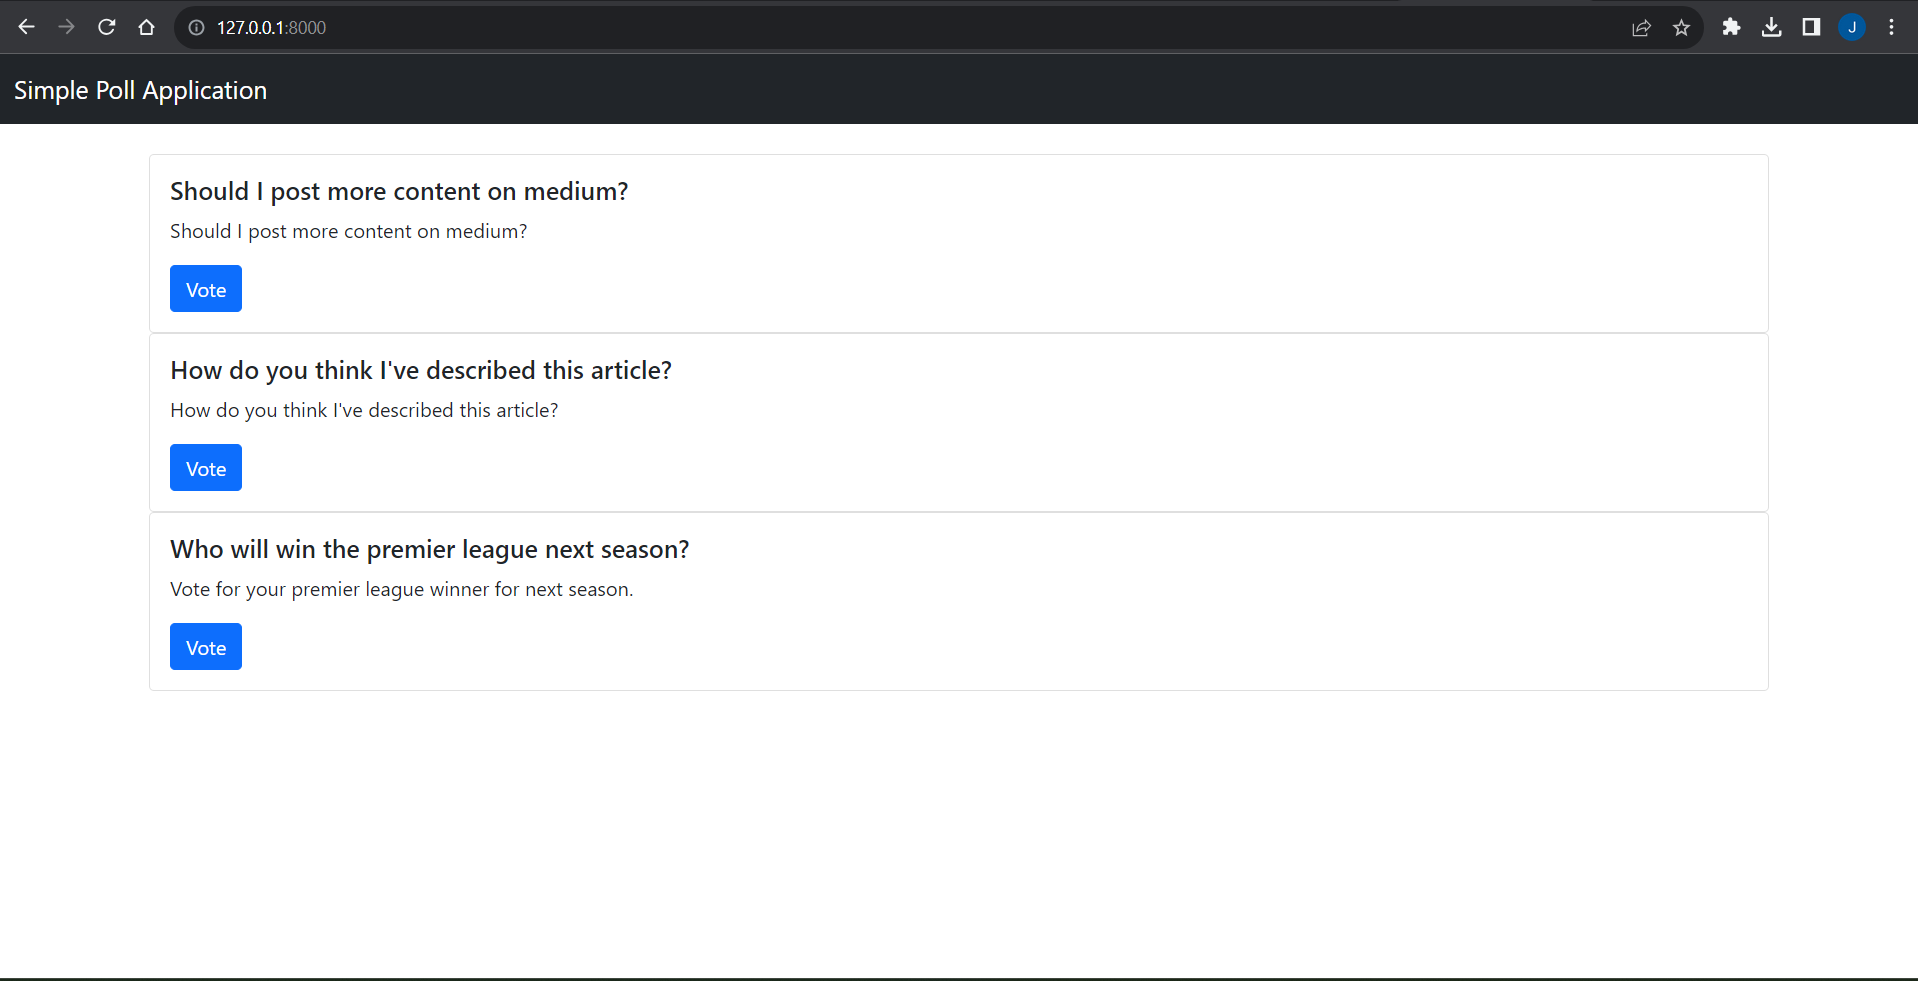 127.0.0.1:8000
J
Simple Poll Application
Should I post more content on medium?
Should I post more content on medium?
Vote
How do you think I've described this article?
How do you think I've described this article?
Vote
Who will win the premier league next season?
Vote for your premier league winner for next season.
Vote